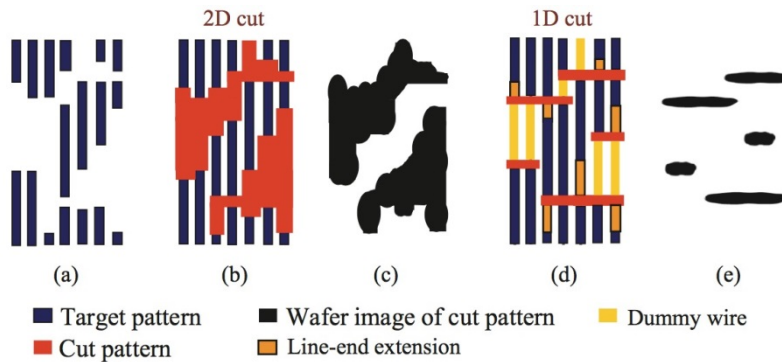 2D cut
1D cut
(a)
(b)
(c)
(d)
(e)
Target pattern
Wafer image of cut pattern
Dummy wire
Cut pattern
Line-end extension